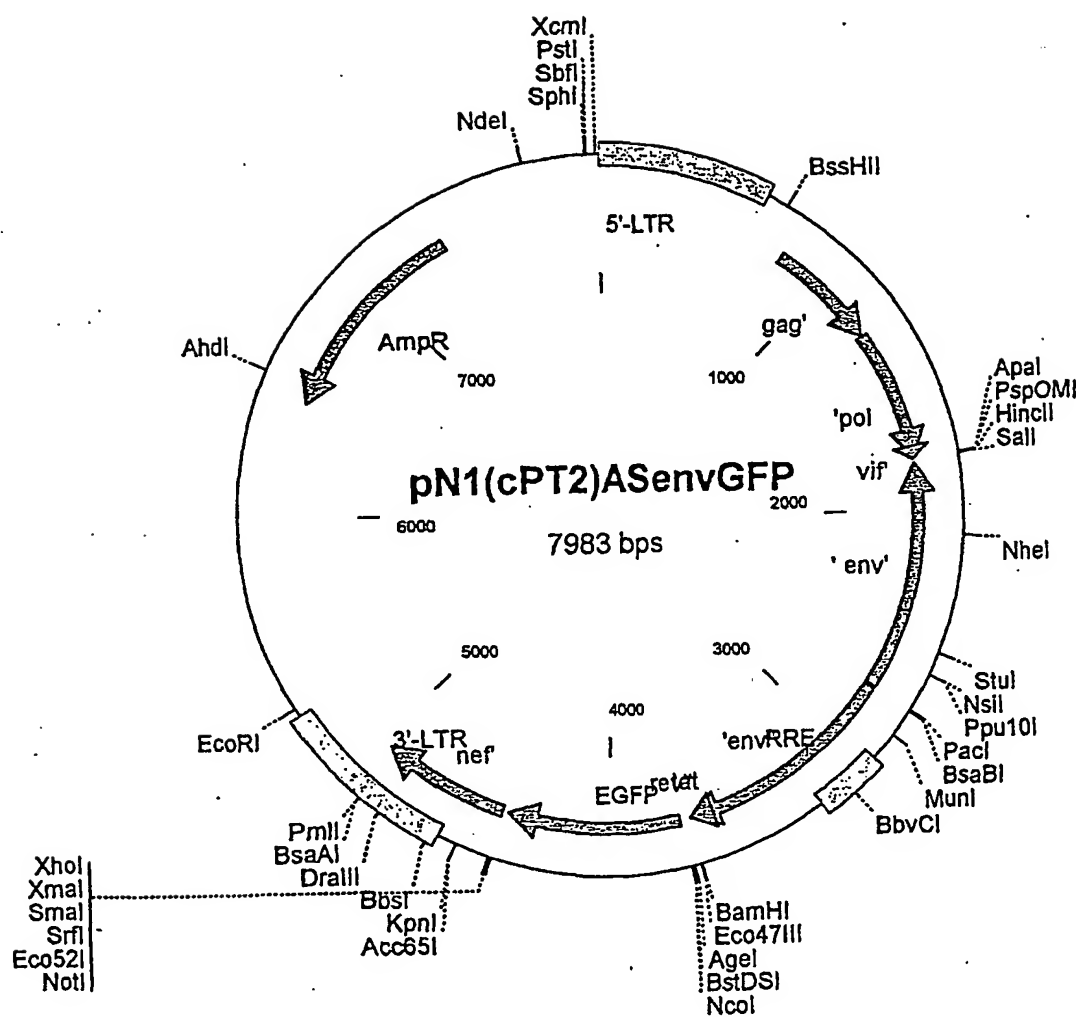 XcmI
PstI
SbfI
SphI
NdeI
BssHII
5'-LTR
gag'
AmpR
AhdI
7000
1000
ApaI
PspOMI
HincII
SalI
'pol
vif'
pN1(cPT2)ASenvGFP
7983 bps
6000
2000
NheI
' env'
5000
3000
StuI
NsiI
Ppu10I
PacI
BsaBI
MunI
BbvCI
4000
'envRRE
EcoRI
3'-LTR
nef'
EGFP
PmlI
BsaAI
DraIII
BbsI
KpnI
Acc65I
XhoI
XmaI
SmaI
SrfI
Eco52I
NotI
BamHI
Eco47III
AgeI
BstDSI
NcoI